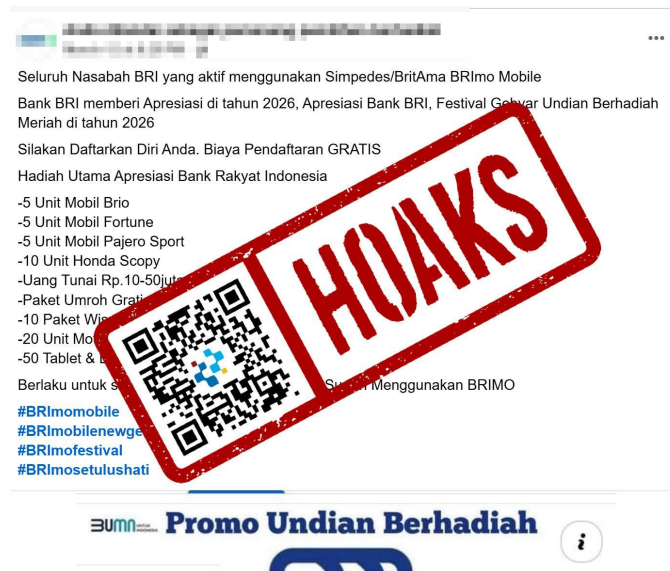 Seluruh Nasabah BRI yang aktif menggunakan Simpedes/BritAma BRImo Mobile
Bank BRI memberi Apresiasi di tahun 2026, Apresiasi Bank BRI, Festival Gebyar Undian Berhadiah
Meriah di tahun 2026
Silakan Daftarkan Diri Anda. Biaya Pendaftaran GRATIS
Hadiah Utama Apresiasi Bank Rakyat Indonesia
-5 Unit Mobil Brio
-5 Unit Mobil Fortune
-5 Unit Mobil Pajero Sport
-10 Unit Honda Scopy
-Uang Tunai Rp.10-50juta
-Paket Umroh
-10 Paket
-20 Unit
-50 Tablet &
Berlaku untuk Menggunakan BRIMO
HOAKS
#BRImomobile
#BRImofestival
#BRImosetulushati
BUMN UNTUK INDONESIA Promo Undian Berhadiah